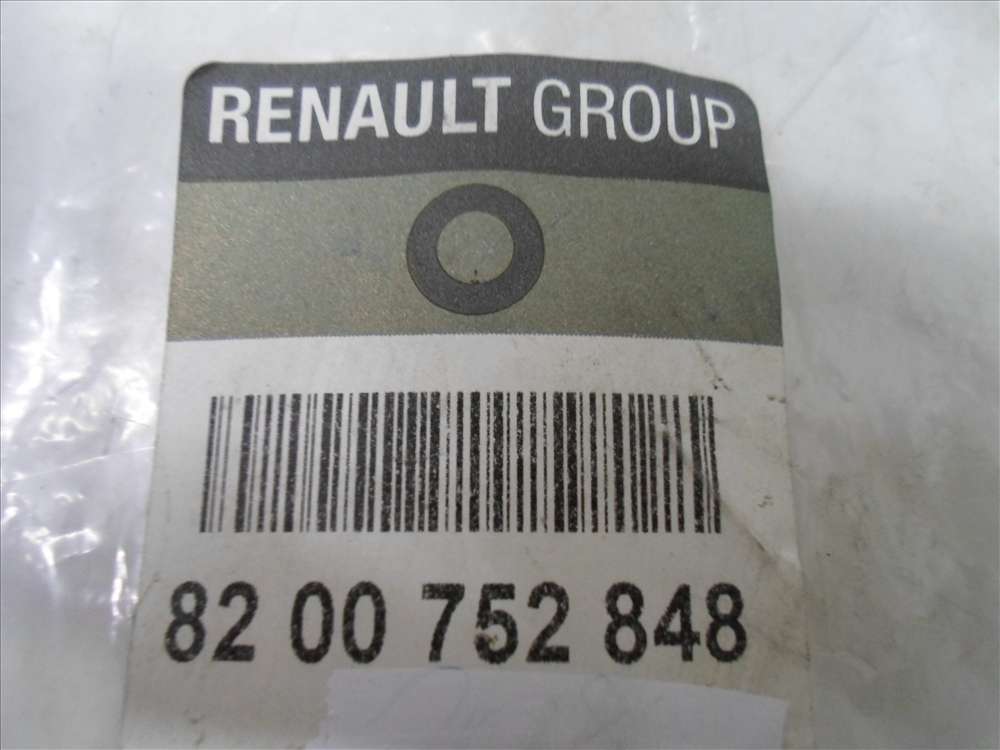 RENAULT GROUP
82 00 752 848